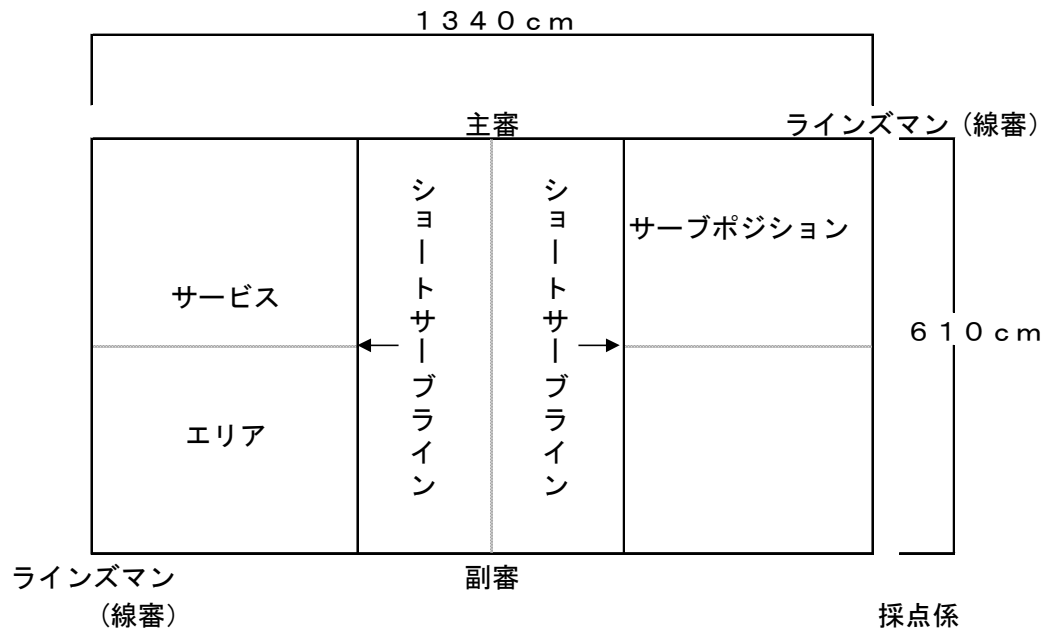 １３４０ｃｍ
主審
ラインズマン（線審）
ショートサーブライン
ショートサーブライン
サーブポジション
サービス
６１０ｃｍ
エリア
ラインズマン
（線審）
副審
採点係